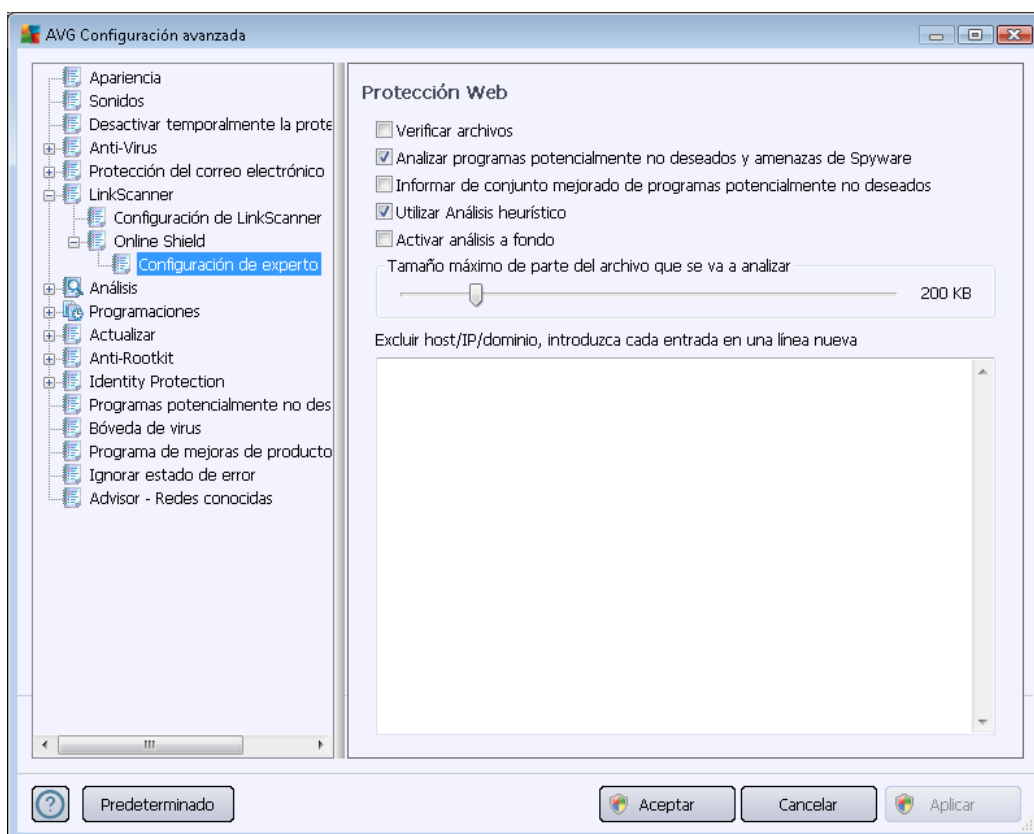 AVG Configuración avanzada
Apariencia
Sonidos
Desactivar temporalmente la prote
Anti-Virus
Protección del correo electrónico
LinkScanner
Configuración de LinkScanner
Online Shield
Configuración de experto
Análisis
Programaciones
Actualizar
Anti-Rootkit
Identity Protection
Programas potencialmente no des
Bóveda de virus
Programa de mejoras de producto
Ignorar estado de error
Advisor - Redes conocidas
Protección Web
Verificar archivos
Analizar programas potencialmente no deseados y amenazas de Spyware
Informar de conjunto mejorado de programas potencialmente no deseados
Utilizar Análisis heurístico
Activar análisis a fondo
Tamaño máximo de parte del archivo que se va a analizar
200 KB
Excluir host/IP/dominio, introduzca cada entrada en una línea nueva
Predeterminado
Aceptar
Cancelar
Aplicar